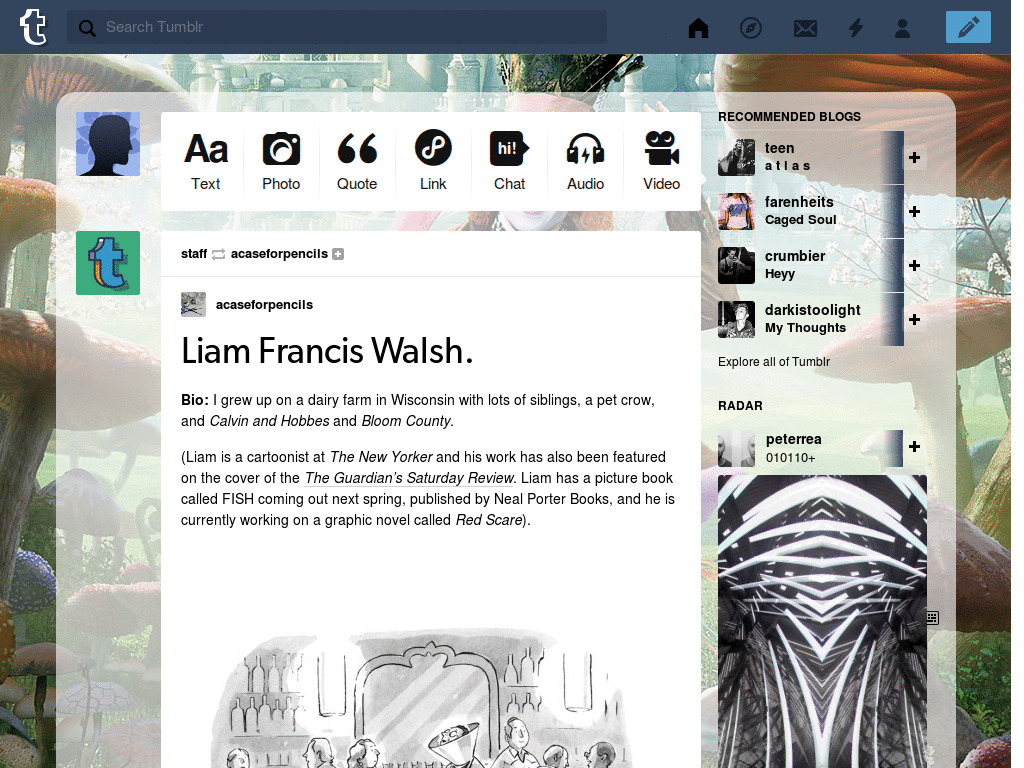 Search Tumblr
Aa
hi!
Text Photo Quote Link Chat Audio Video
staff acaseforpencils
acaseforpencils
Liam Francis Walsh.
Bio: I grew up on a dairy farm in Wisconsin with lots of siblings, a pet crow,
and Calvin and Hobbes and Bloom County.
(Liam is a cartoonist at The New Yorker and his work has also been featured
on the cover of the The Guardian’s Saturday Review. Liam has a picture book
called FISH coming out next spring, published by Neal Porter Books, and he is
currently working on a graphic novel called Red Scare).
RECOMMENDED BLOGS
teen
a t l a s
farenheits
Caged Soul
crumbier
Heyy
darkistoolight
My Thoughts
Explore all of Tumblr
RADAR
peterrea
010110+